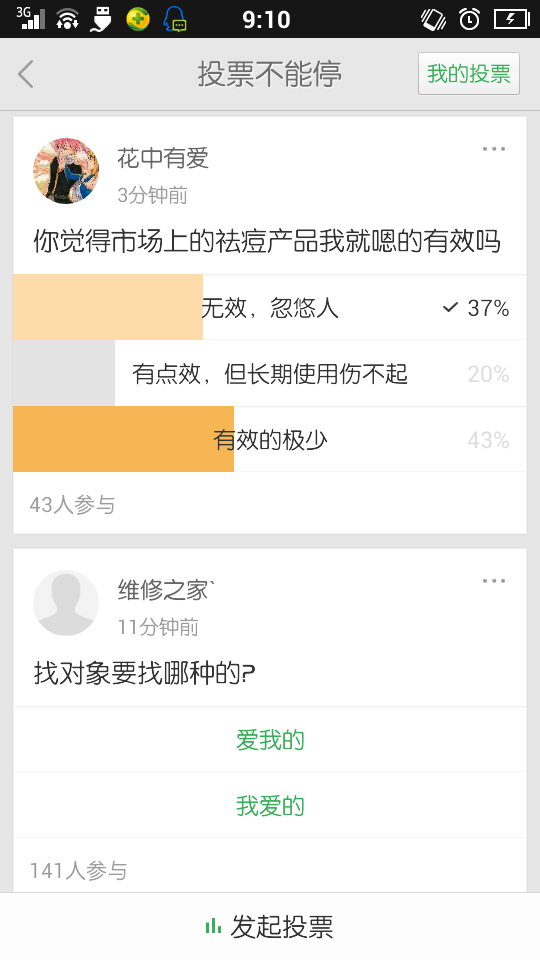 3G
9:10
投票不能停
我的投票
花中有爱
3分钟前
你觉得市场上的祛痘产品我就嗯的有效吗
无效，忽悠人
37%
有点效，但长期使用伤不起
20%
有效的极少
43%
43人参与
维修之家`
11分钟前
找对象要找哪种的?
爱我的
我爱的
141人参与
发起投票